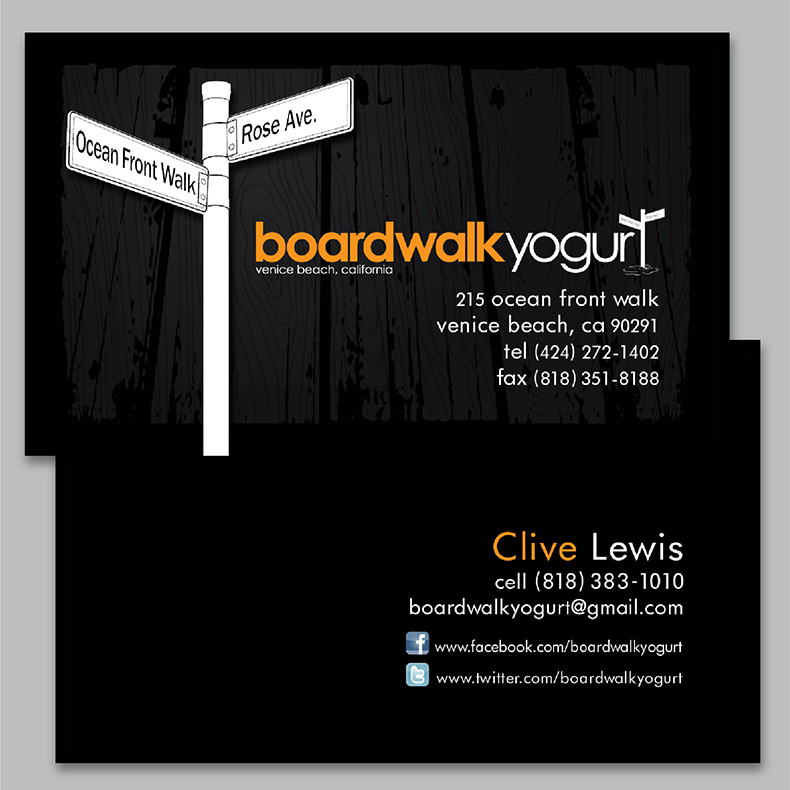 Ocean Front Walk
Rose Ave.
boardwalkyogurt
venice beach, california
215 ocean front walk
venice beach, ca 90291
tel (424) 272-1402
fax (818) 351-8188
Clive Lewis
cell (818) 383-1010
boardwalkyogurt@gmail.com
www.facebook.com/boardwalkyogurt
www.twitter.com/boardwalkyogurt